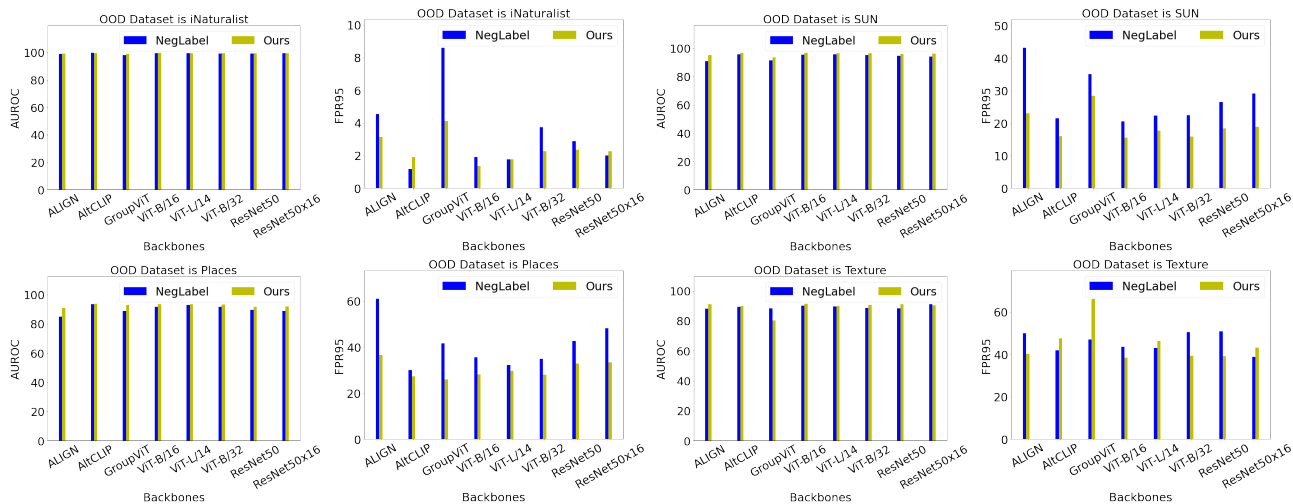 OOD Dataset is iNaturalist
NegLabel Ours
AUROC
100
80
60
40
20
0
ALIGN AltCLIP GroupViT ViT-B/16 ViT-L/14 ViT-B/32 ResNet50 ResNet50x16
Backbones
OOD Dataset is iNaturalist
NegLabel Ours
FPR95
10
8
6
4
2
0
ALIGN AltCLIP GroupViT ViT-B/16 ViT-L/14 ViT-B/32 ResNet50 ResNet50x16
Backbones
OOD Dataset is SUN
NegLabel Ours
AUROC
100
80
60
40
20
0
ALIGN AltCLIP GroupViT ViT-B/16 ViT-L/14 ViT-B/32 ResNet50 ResNet50x16
Backbones
OOD Dataset is SUN
NegLabel Ours
FPR95
50
40
30
20
10
0
ALIGN AltCLIP GroupViT ViT-B/16 ViT-L/14 ViT-B/32 ResNet50 ResNet50x16
Backbones
OOD Dataset is Places
NegLabel Ours
AUROC
100
80
60
40
20
0
ALIGN AltCLIP GroupViT ViT-B/16 ViT-L/14 ViT-B/32 ResNet50 ResNet50x16
Backbones
OOD Dataset is Places
NegLabel Ours
FPR95
60
40
20
0
ALIGN AltCLIP GroupViT ViT-B/16 ViT-L/14 ViT-B/32 ResNet50 ResNet50x16
Backbones
OOD Dataset is Texture
NegLabel Ours
AUROC
100
80
60
40
20
0
ALIGN AltCLIP GroupViT ViT-B/16 ViT-L/14 ViT-B/32 ResNet50 ResNet50x16
Backbones
OOD Dataset is Texture
NegLabel Ours
FPR95
60
40
20
0
ALIGN AltCLIP GroupViT ViT-B/16 ViT-L/14 ViT-B/32 ResNet50 ResNet50x16
Backbones